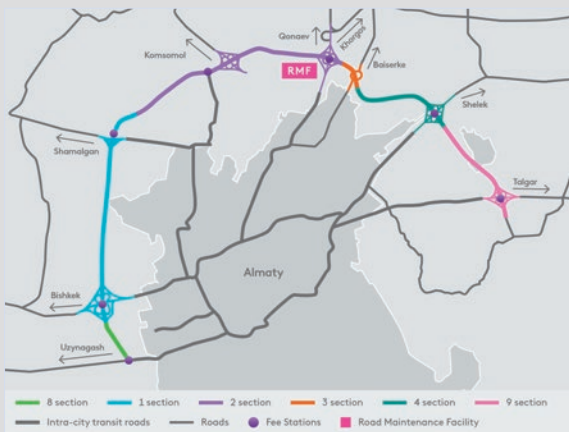 Qonaev
Khorgos
Komsomol
RMF
Baiserke
Shelek
Shamalgan
Talgar
Almaty
Bishkek
Uzynagash
8 section
1 section
2 section
3 section
4 section
9 section
Intra-city transit roads
Roads
Fee Stations
Road Maintenance Facility